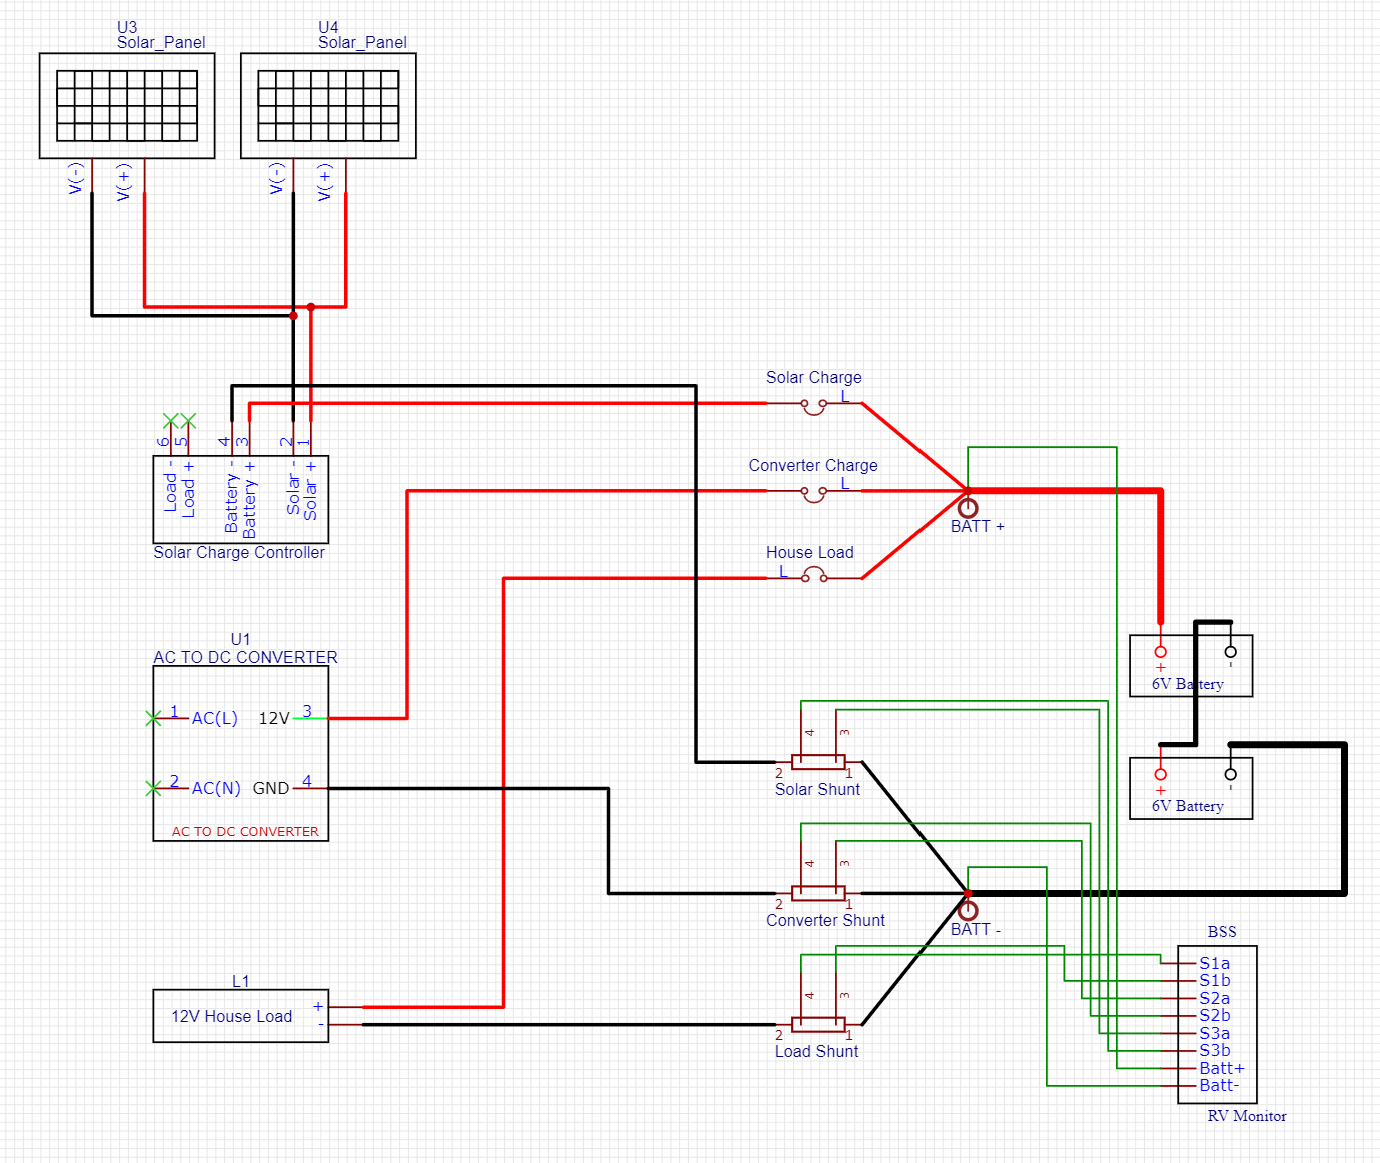 U3
Solar_Panel
U4
Solar_Panel
V(-)
V(+)
V(-)
V(+)
Solar Charge
L
6
5
4
3
2
1
Load -
Load +
Battery -
Battery +
Solar -
Solar +
Solar Charge Controller
Converter Charge
L
BATT +
House Load
L
U1
AC TO DC CONVERTER
1
AC(L)
12V
3
2
AC(N)
GND
4
AC TO DC CONVERTER
+
-
6V Battery
4
3
2
1
Solar Shunt
+
-
6V Battery
4
3
2
1
Converter Shunt
BATT -
BSS
S1a
S1b
S2a
S2b
S3a
S3b
Batt+
Batt-
RV Monitor
L1
12V House Load
+
-
4
3
2
1
Load Shunt